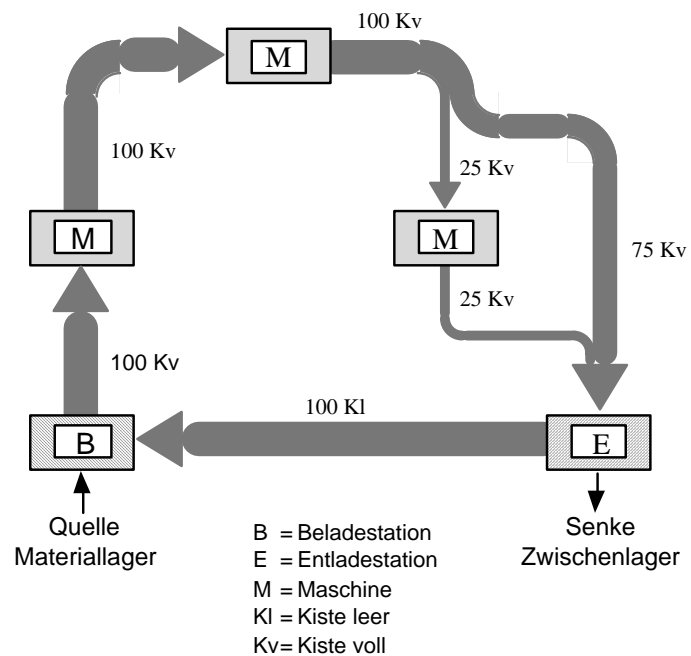 100 Kv
M
100 Kv
25 Kv
M
M
75 Kv
25 Kv
100 Kv
100 Kl
B
E
Quelle
Materiallager
Senke
Zwischenlager
B = Beladestation
E = Entladestation
M = Maschine
Kl = Kiste leer
Kv= Kiste voll